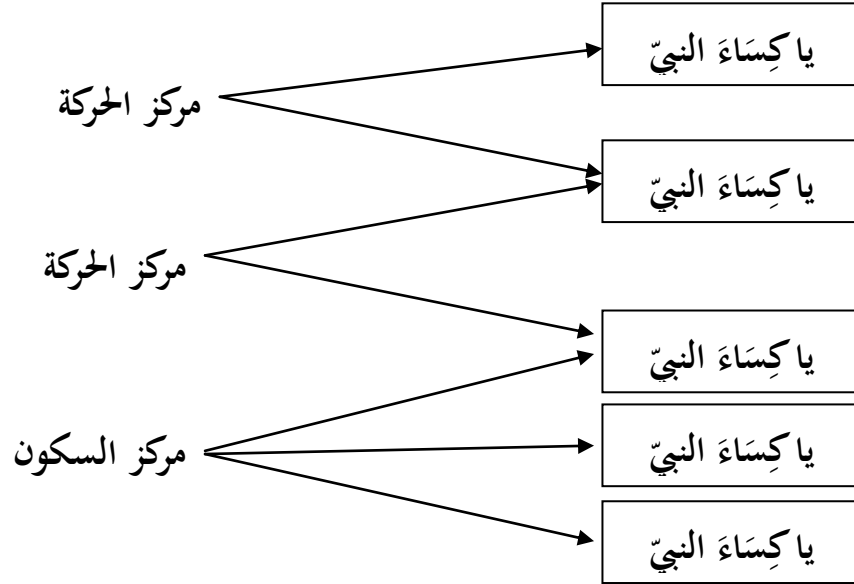 يا كِسَاءَ النبيّ
مركز الحركة
يا كِسَاءَ النبيّ
مركز الحركة
يا كِسَاءَ النبيّ
يا كِسَاءَ النبيّ
مركز السكون
يا كِسَاءَ النبيّ